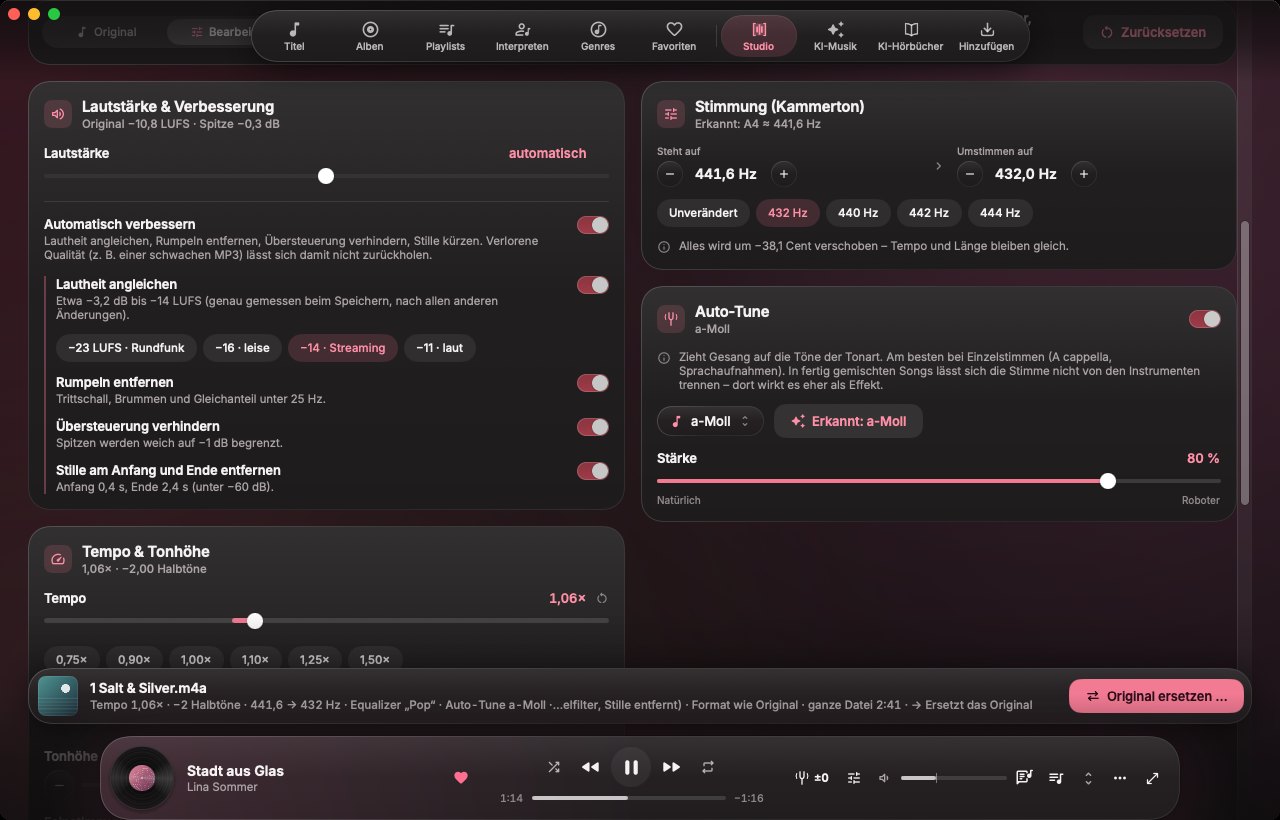 Original
Bearbei
Titel
Alben
Playlists
Interpreten
Genres
Favoriten
Studio
KI-Musik
KI-Hörbücher
Hinzufügen
Zurücksetzen
Lautstärke & Verbesserung
Original −10,8 LUFS · Spitze −0,3 dB
Lautstärke
automatisch
Automatisch verbessern
Lautheit angleichen, Rumpeln entfernen, Übersteuerung verhindern, Stille kürzen. Verlorene
Qualität (z. B. einer schwachen MP3) lässt sich damit nicht zurückholen.
Lautheit angleichen
Etwa −3,2 dB bis −14 LUFS (genau gemessen beim Speichern, nach allen anderen
Änderungen).
−23 LUFS · Rundfunk
−16 · leise
−14 · Streaming
−11 · laut
Rumpeln entfernen
Trittschall, Brummen und Gleichanteil unter 25 Hz.
Übersteuerung verhindern
Spitzen werden weich auf −1 dB begrenzt.
Stille am Anfang und Ende entfernen
Anfang 0,4 s, Ende 2,4 s (unter −60 dB).
Stimmung (Kammerton)
Erkannt: A4 ≈ 441,6 Hz
Steht auf
Umstimmen auf
− 441,6 Hz +
− 432,0 Hz +
Unverändert
432 Hz
440 Hz
442 Hz
444 Hz
Alles wird um −38,1 Cent verschoben – Tempo und Länge bleiben gleich.
Auto-Tune
a-Moll
Zieht Gesang auf die Töne der Tonart. Am besten bei Einzelstimmen (A cappella,
Sprachaufnahmen). In fertig gemischten Songs lässt sich die Stimme nicht von den Instrumenten
trennen – dort wirkt es eher als Effekt.
a-Moll
Erkannt: a-Moll
Stärke
80 %
Natürlich
Roboter
Tempo & Tonhöhe
1,06× · −2,00 Halbtöne
Tempo
1,06×
0,75×
0,90×
1,00×
1,10×
1,25×
1,50×
1 Salt & Silver.m4a
Tempo 1,06× · −2 Halbtöne · 441,6 → 432 Hz · Equalizer „Pop“ · Auto-Tune a-Moll ·…elfilter, Stille entfernt) · Format wie Original · ganze Datei 2:41 · → Ersetzt das Original
Original ersetzen …
Tonhöhe
Stadt aus Glas
Lina Sommer
1:14
−1:16
±0